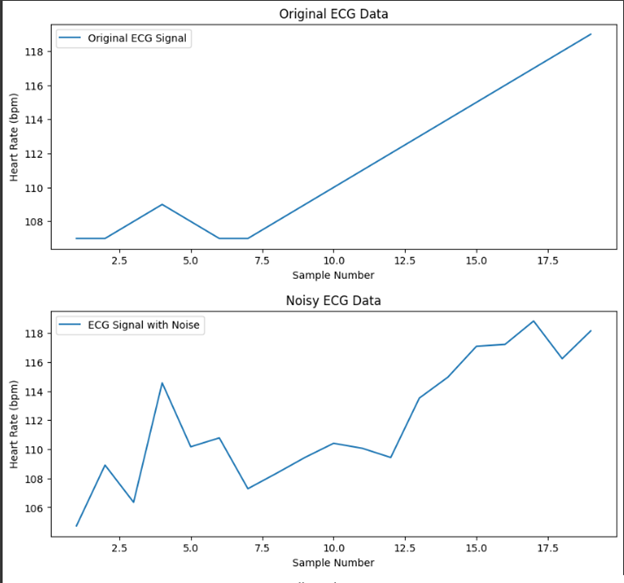 Original ECG Data
Original ECG Signal
Heart Rate (bpm)
118
116
114
112
110
108
2.5 5.0 7.5 10.0 12.5 15.0 17.5
Sample Number
Noisy ECG Data
ECG Signal with Noise
Heart Rate (bpm)
118
116
114
112
110
108
106
2.5 5.0 7.5 10.0 12.5 15.0 17.5
Sample Number